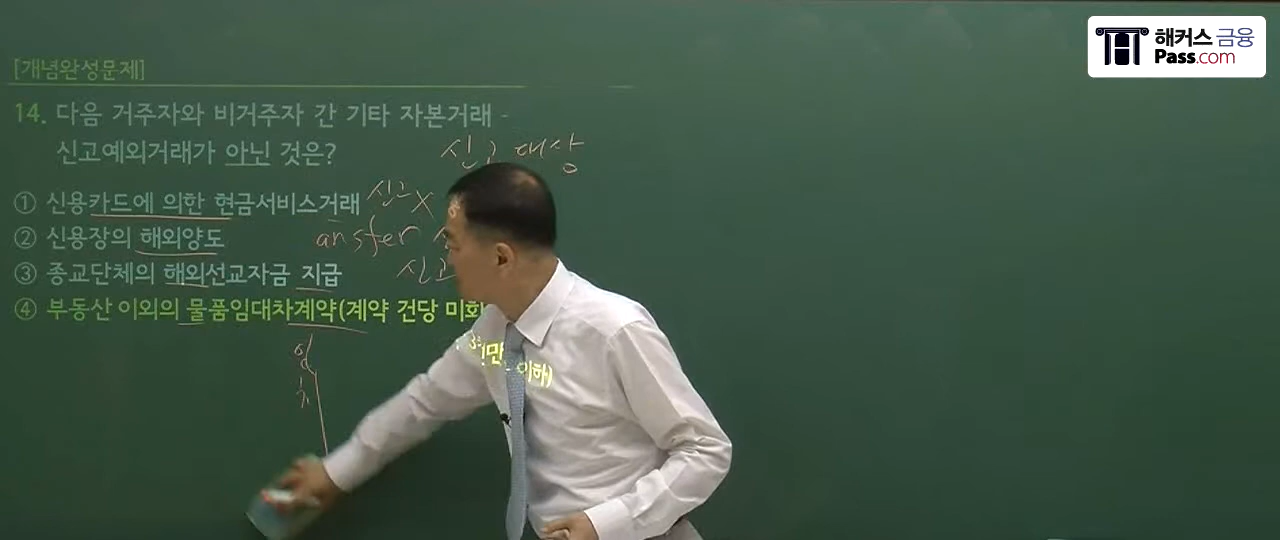 해커스 금융
Pass.com
[개념완성문제]
14. 다음 거주자와 비거주자 간 기타 자본거래 -
신고예외거래가 아닌 것은?
신고 대상
① 신용카드에 의한 현금서비스거래 신고 X
② 신용장의 해외양도 ansfer
③ 종교단체의 해외선교자금 지급 신고
④ 부동산 이외의 물품임대차계약(계약 건당 미화
이하)